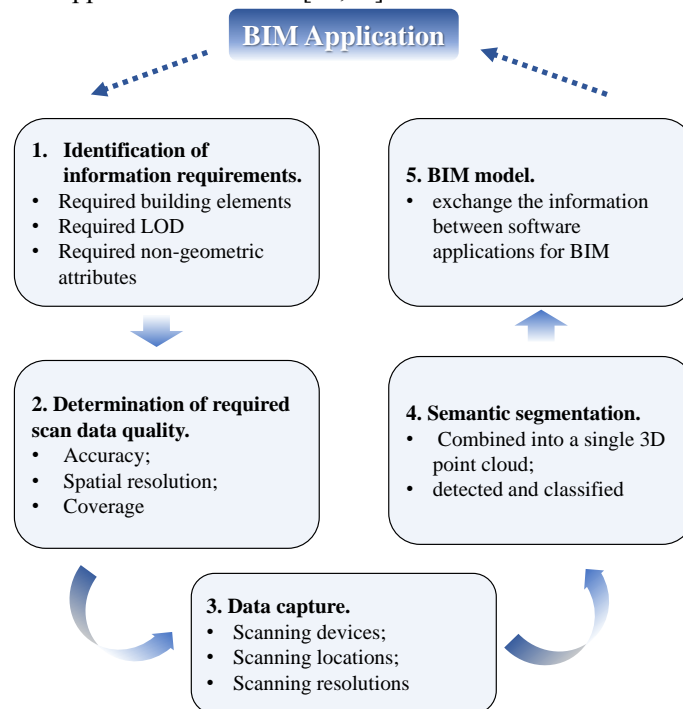 BIM Application
1. Identification of
information requirements.
• Required building elements
• Required LOD
• Required non-geometric
attributes
2. Determination of required
scan data quality.
• Accuracy;
• Spatial resolution;
• Coverage
3. Data capture.
• Scanning devices;
• Scanning locations;
• Scanning resolutions
4. Semantic segmentation.
• Combined into a single 3D
point cloud;
• detected and classified
5. BIM model.
• exchange the information
between software
applications for BIM